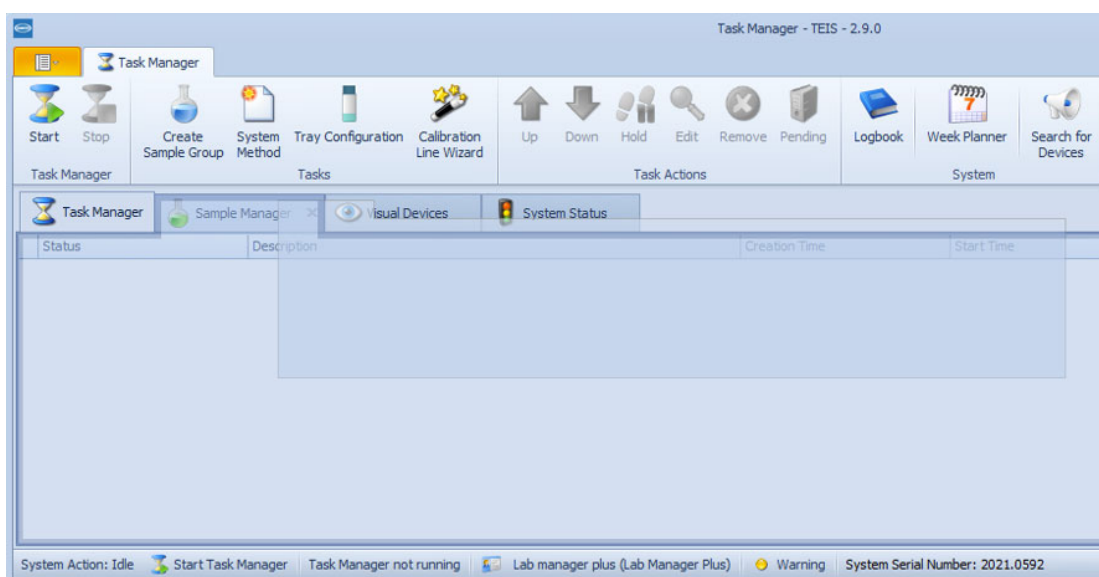 Task Manager - TEIS - 2.9.0
Task Manager
Start Stop Create Sample Group System Method Tray Configuration Calibration Line Wizard Up Down Hold Edit Remove Pending Logbook Week Planner Search for Devices
Task Manager Tasks Task Actions System
Task Manager Sample Manager Visual Devices System Status
Status Description Creation Time Start Time
System Action: Idle Start Task Manager Task Manager not running Lab manager plus (Lab Manager Plus) Warning System Serial Number: 2021.0592